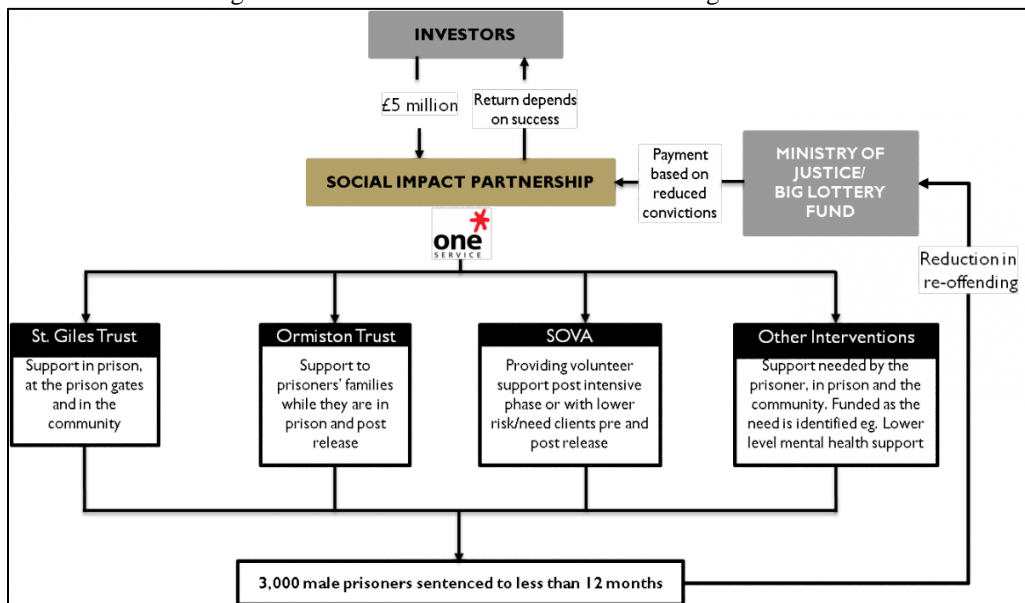 INVESTORS
£5 million
Return depends
on success
SOCIAL IMPACT PARTNERSHIP
Payment
based on
reduced
convictions
MINISTRY OF
JUSTICE/
BIG LOTTERY
FUND
one
SERVICE
Reduction in
re-offending
St. Giles Trust
Support in prison,
at the prison gates
and in the
community
Ormiston Trust
Support to
prisoners' families
while they are in
prison and post
release
SOVA
Providing volunteer
support post intensive
phase or with lower
risk/need clients pre and
post release
Other Interventions
Support needed by the
prisoner, in prison and the
community. Funded as the
need is identified eg. Lower
level mental health support
3,000 male prisoners sentenced to less than 12 months